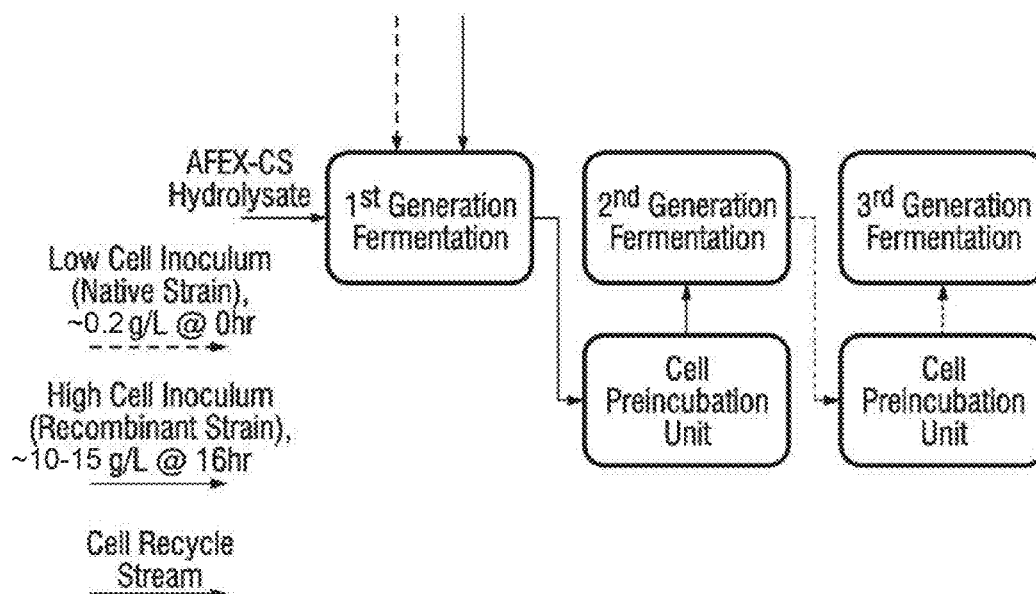 AFEX-CS
Hydrolysate
1st Generation
Fermentation
2nd Generation
Fermentation
3rd Generation
Fermentation
Low Cell Inoculum
(Native Strain),
~0.2 g/L @ 0hr
High Cell Inoculum
(Recombinant Strain),
~10-15 g/L @ 16hr
Cell
Preincubation
Unit
Cell
Preincubation
Unit
Cell Recycle
Stream